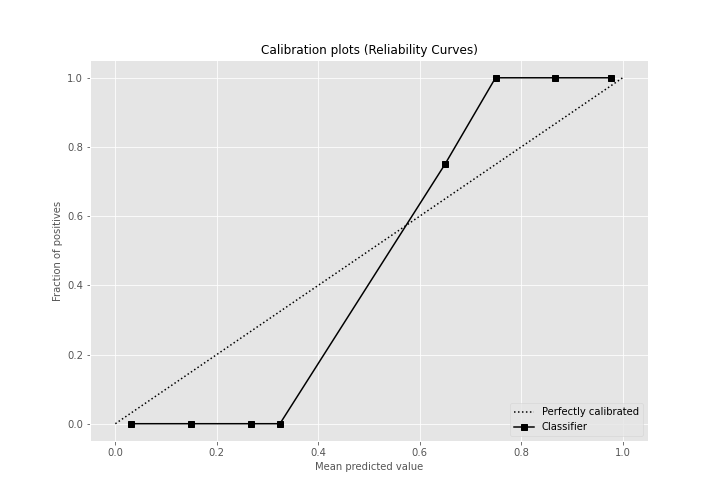 Calibration plots (Reliability Curves)
1.0
0.8
0.6
0.4
0.2
0.0
Fraction of positives
0.0 0.2 0.4 0.6 0.8 1.0
Mean predicted value
Perfectly calibrated
Classifier